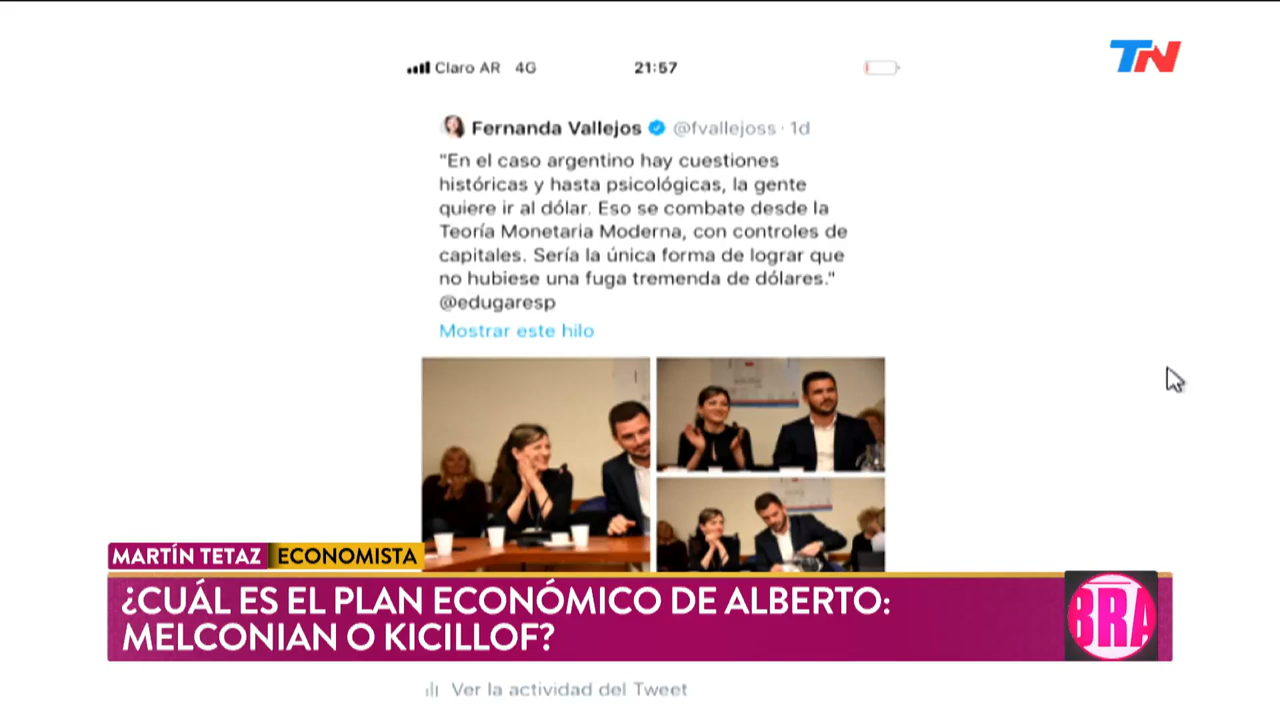 Claro AR 4G 21:57
TN
Fernanda Vallejos @fvallejoss · 1d
"En el caso argentino hay cuestiones
históricas y hasta psicológicas, la gente
quiere ir al dólar. Eso se combate desde la
Teoría Monetaria Moderna, con controles de
capitales. Sería la única forma de lograr que
no hubiese una fuga tremenda de dólares."
@edugaresp
Mostrar este hilo
MARTÍN TETAZ ECONOMISTA
¿CUÁL ES EL PLAN ECONÓMICO DE ALBERTO:
MELCONIAN O KICILLOF?
BRA
Ver la actividad del Tweet